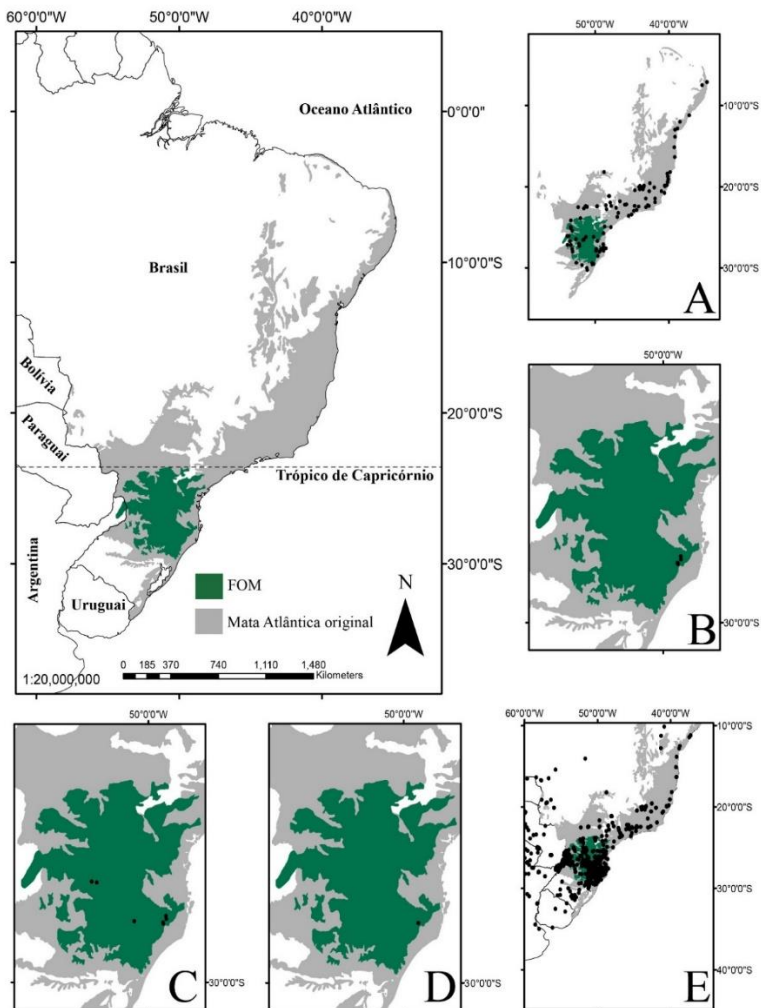 60°0'0"W
50°0'0"W
40°0'0"W
Oceano Atlântico
0°0'0"
Brasil
10°0'0"S
Bolívia
20°0'0"S
Paraguai
Trópico de Capricórnio
Argentina
30°0'0"S
Uruguai
FOM
Mata Atlântica original
N
1:20,000,000
0 185 370 740 1,110 1,480
Kilometers
50°0'0"W 40°0'0"W
10°0'0"S
20°0'0"S
30°0'0"S
A
50°0'0"W
30°0'0"S
B
50°0'0"W
30°0'0"S
C
50°0'0"W
30°0'0"S
D
60°0'0"W 50°0'0"W 40°0'0"W
10°0'0"S
20°0'0"S
30°0'0"S
E